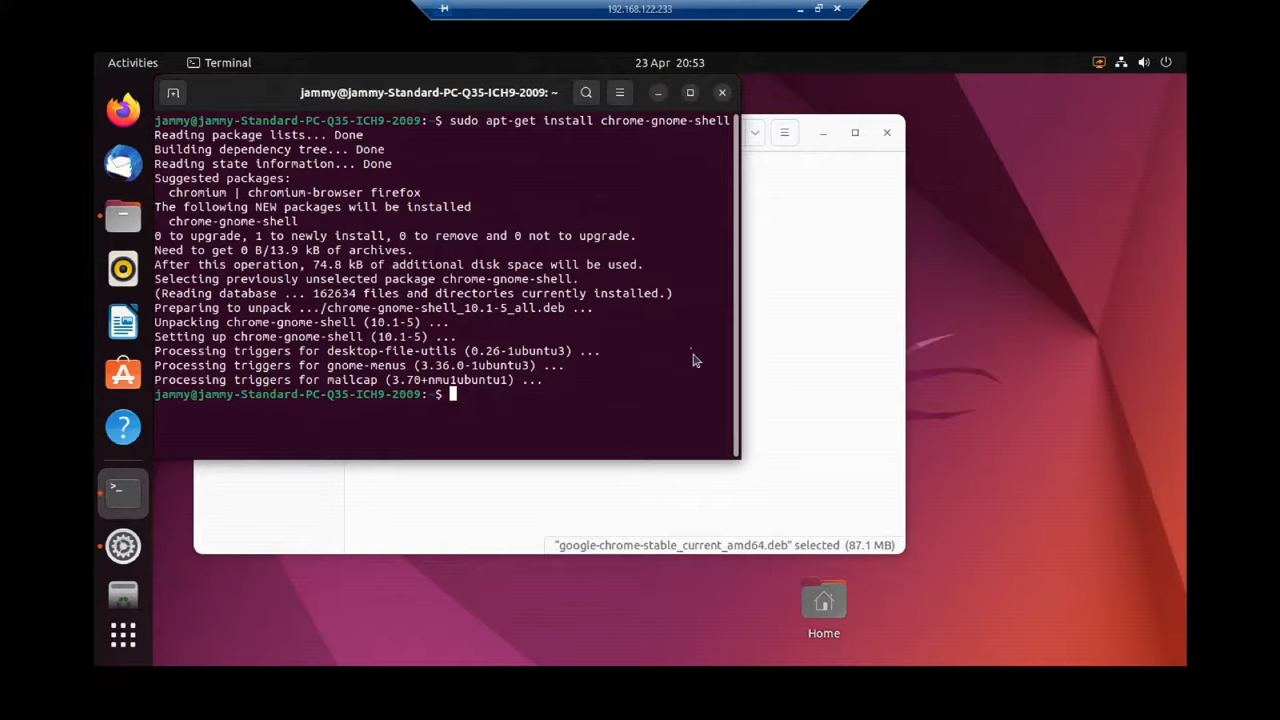 192.168.122.233
Activities
Terminal
23 Apr 20:53
jammy@jammy-Standard-PC-Q35-ICH9-2009: ~
jammy@jammy-Standard-PC-Q35-ICH9-2009:~$ sudo apt-get install chrome-gnome-shell
Reading package lists... Done
Building dependency tree... Done
Reading state information... Done
Suggested packages:
chromium | chromium-browser firefox
The following NEW packages will be installed
chrome-gnome-shell
0 to upgrade, 1 to newly install, 0 to remove and 0 not to upgrade.
Need to get 0 B/13.9 kB of archives.
After this operation, 74.8 kB of additional disk space will be used.
Selecting previously unselected package chrome-gnome-shell.
(Reading database ... 162634 files and directories currently installed.)
Preparing to unpack .../chrome-gnome-shell_10.1-5_all.deb ...
Unpacking chrome-gnome-shell (10.1-5) ...
Setting up chrome-gnome-shell (10.1-5) ...
Processing triggers for desktop-file-utils (0.26-1ubuntu3) ...
Processing triggers for gnome-menus (3.36.0-1ubuntu3) ...
Processing triggers for mailcap (3.70+nmu1ubuntu1) ...
jammy@jammy-Standard-PC-Q35-ICH9-2009:~$
"google-chrome-stable_current_amd64.deb" selected (87.1 MB)
Home